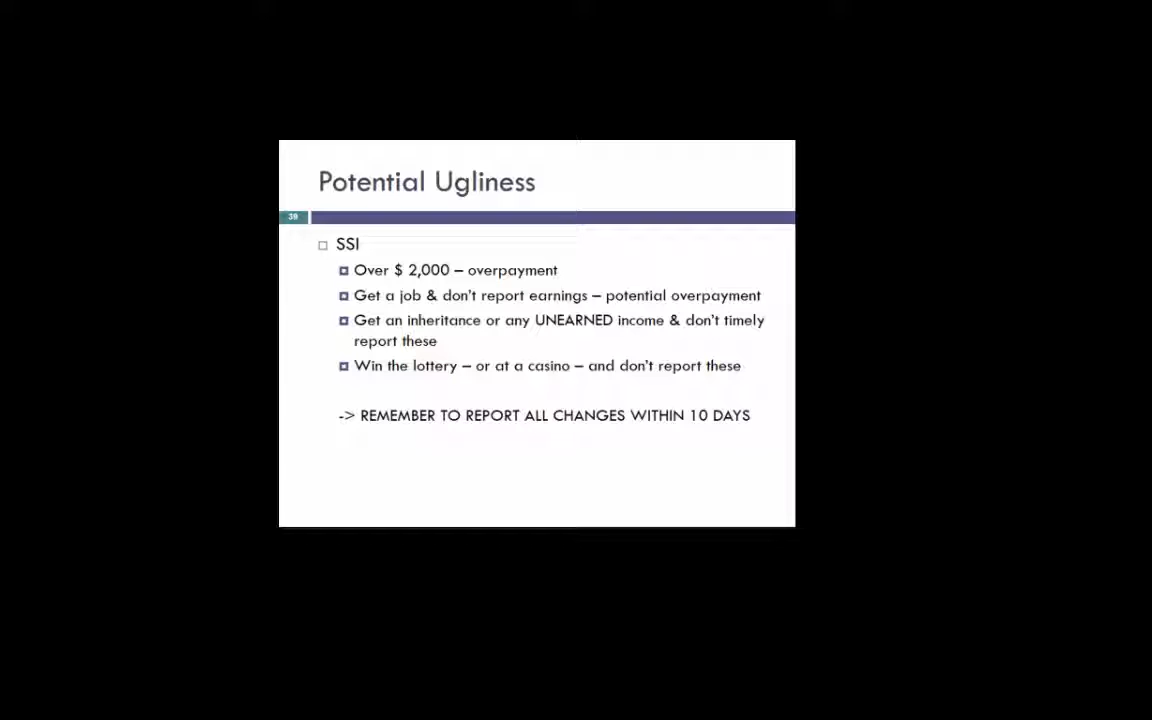 Potential Ugliness
39
SSI
Over $ 2,000 – overpayment
Get a job & don't report earnings – potential overpayment
Get an inheritance or any UNEARNED income & don't timely
report these
Win the lottery – or at a casino – and don't report these
-> REMEMBER TO REPORT ALL CHANGES WITHIN 10 DAYS